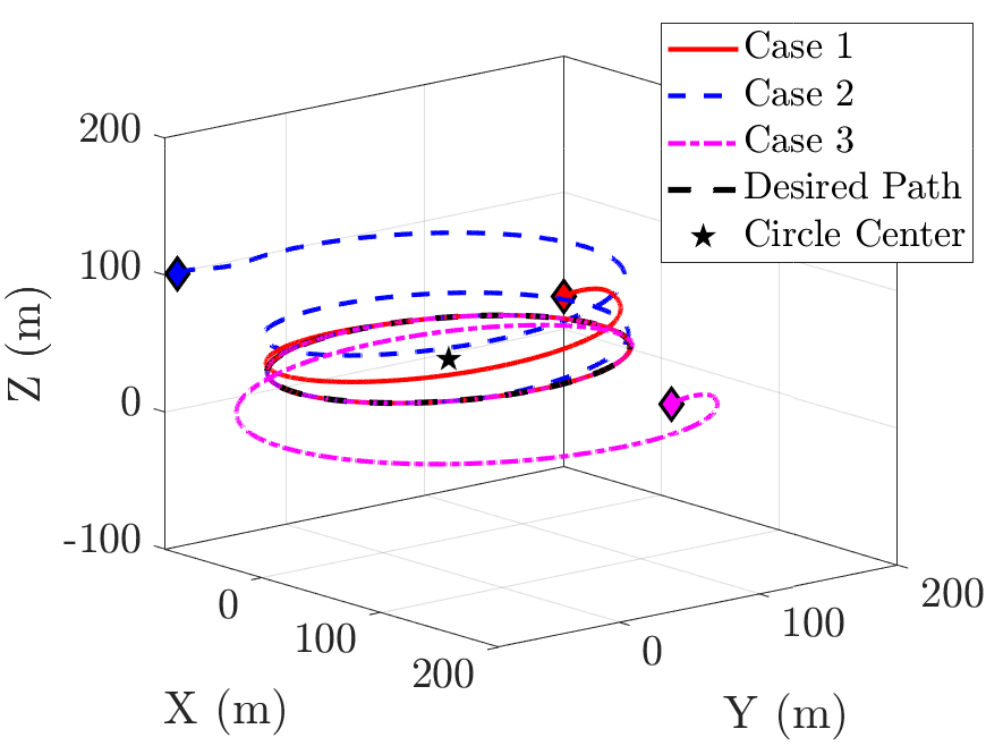 Case 1
Case 2
Case 3
Desired Path
Circle Center
200
100
0
-100
Z (m)
0
100
200
X (m)
0
100
200
Y (m)